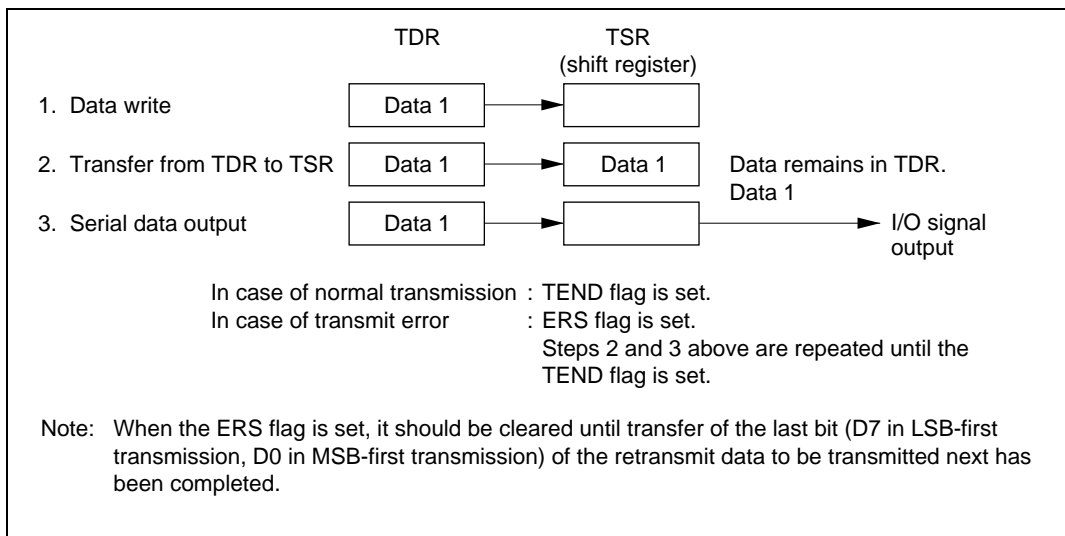 TDR TSR
(shift register)
1. Data write Data 1
2. Transfer from TDR to TSR Data 1 Data 1 Data remains in TDR.
Data 1
3. Serial data output Data 1 I/O signal
output
In case of normal transmission : TEND flag is set.
In case of transmit error : ERS flag is set.
Steps 2 and 3 above are repeated until the
TEND flag is set.
Note: When the ERS flag is set, it should be cleared until transfer of the last bit (D7 in LSB-first
transmission, D0 in MSB-first transmission) of the retransmit data to be transmitted next has
been completed.